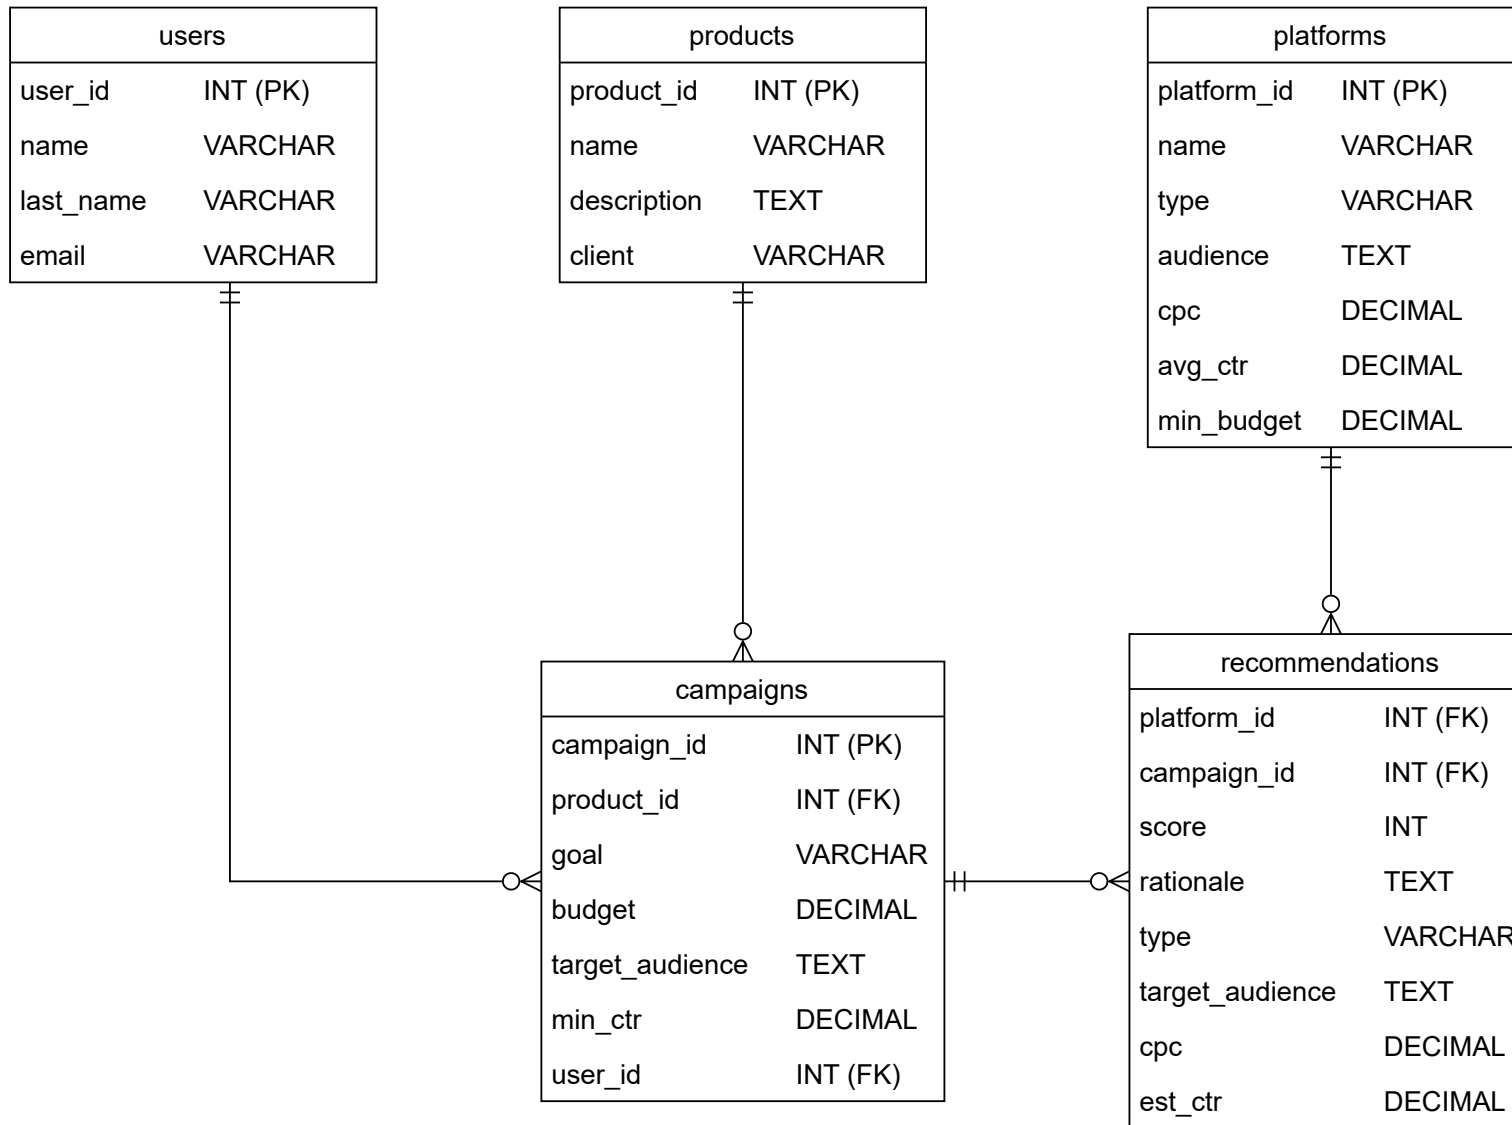 users
user_id INT (PK)
name VARCHAR
last_name VARCHAR
email VARCHAR
products
product_id INT (PK)
name VARCHAR
description TEXT
client VARCHAR
platforms
platform_id INT (PK)
name VARCHAR
type VARCHAR
audience TEXT
cpc DECIMAL
avg_ctr DECIMAL
min_budget DECIMAL
campaigns
campaign_id INT (PK)
product_id INT (FK)
goal VARCHAR
budget DECIMAL
target_audience TEXT
min_ctr DECIMAL
user_id INT (FK)
recommendations
platform_id INT (FK)
campaign_id INT (FK)
score INT
rationale TEXT
type VARCHAR
target_audience TEXT
cpc DECIMAL
est_ctr DECIMAL